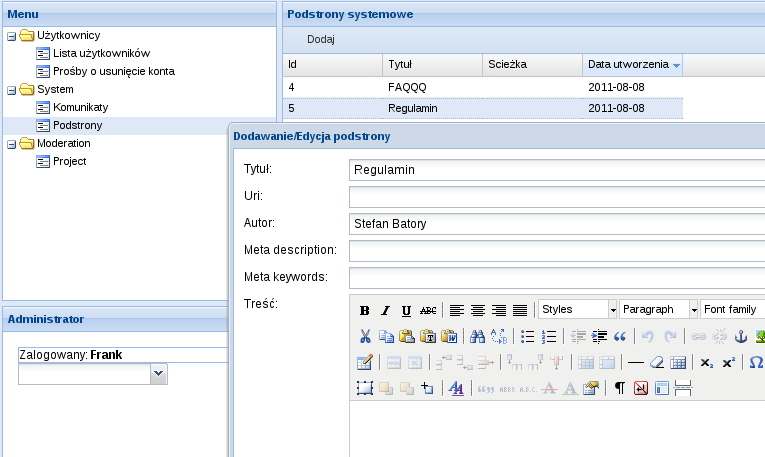 Menu
Użytkownicy
Lista użytkowników
Prośby o usunięcie konta
System
Komunikaty
Podstrony
Moderation
Project
Administrator
Zalogowany: Frank
Podstrony systemowe
Dodaj
Id Tytuł Scieżka Data utworzenia
4 FAQQQ 2011-08-08
5 Regulamin 2011-08-08
Dodawanie/Edycja podstrony
Tytuł: Regulamin
Uri:
Autor: Stefan Batory
Meta description:
Meta keywords:
Treść:
B I U ABC Styles Paragraph Font family